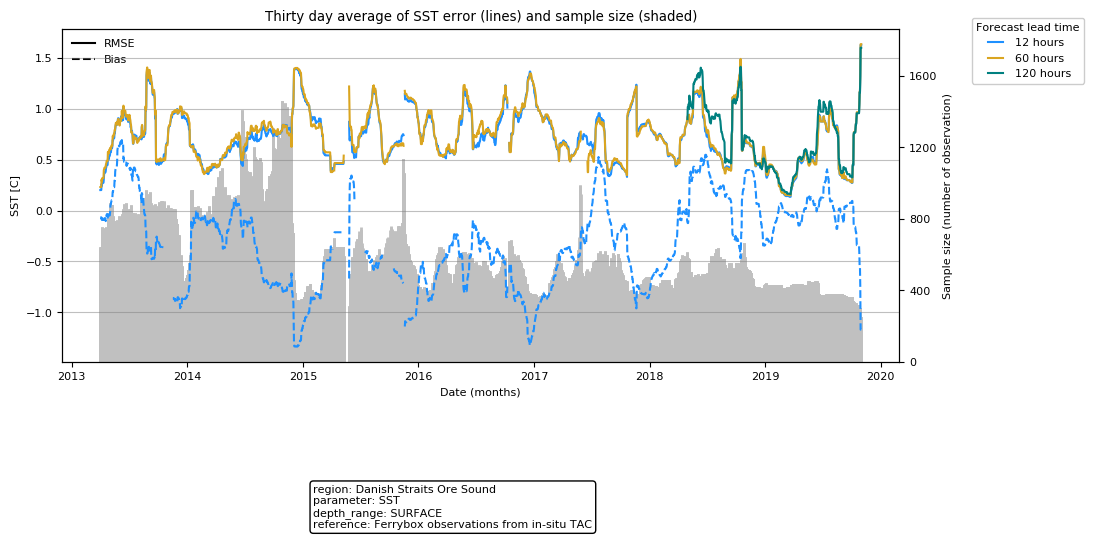 Thirty day average of SST error (lines) and sample size (shaded)
RMSE
Bias
Forecast lead time
12 hours
60 hours
120 hours
SST [C]
1.5
1.0
0.5
0.0
−0.5
−1.0
1600
1200
800
400
0
Sample size (number of observation)
2013 2014 2015 2016 2017 2018 2019 2020
Date (months)
region: Danish Straits Ore Sound
parameter: SST
depth_range: SURFACE
reference: Ferrybox observations from in-situ TAC